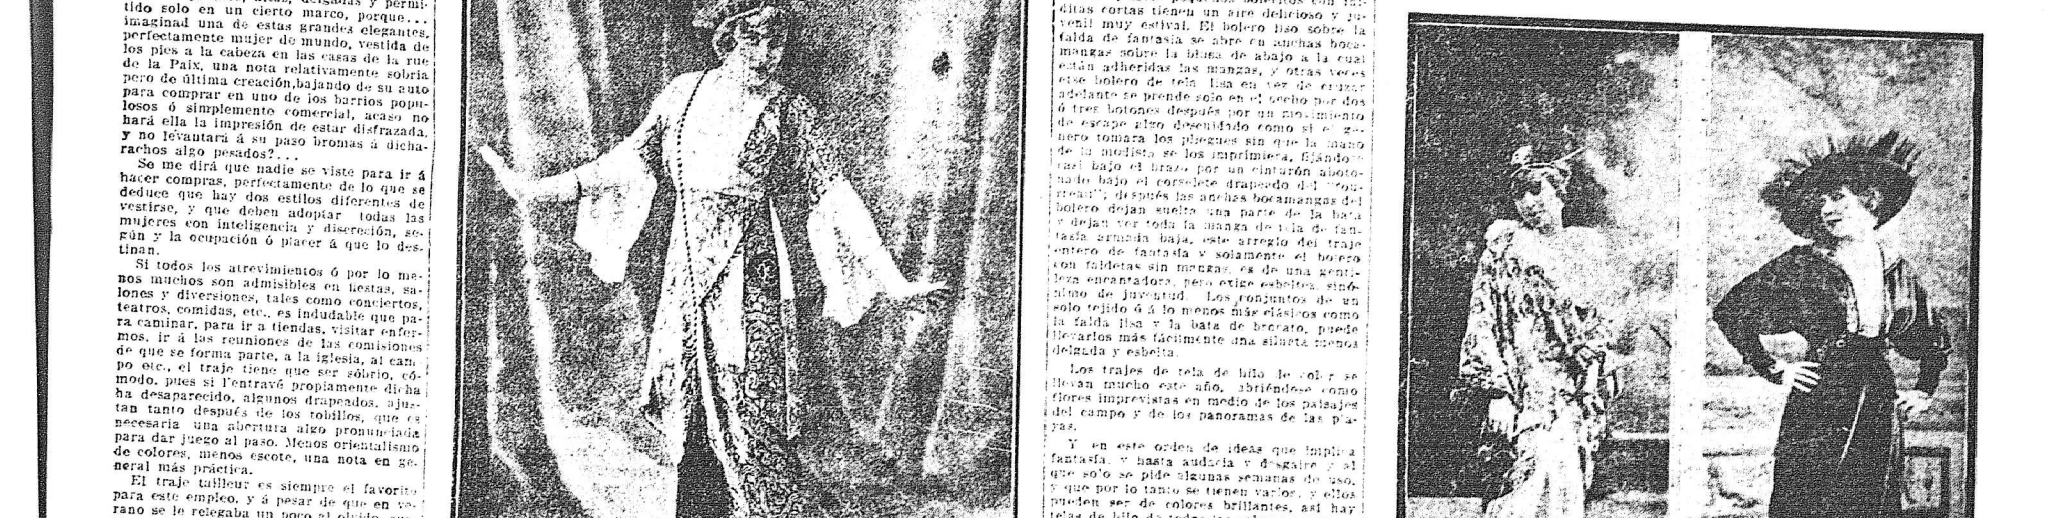 tido solo en un cierto marco, porque...
imaginad una de estas grandes elegantes,
perfectamente mujer de mundo, vestida de
los pies a la cabeza en las casas de la rue
de la Paix, una nota relativamente sobria
pero de última creación, bajando de su auto
para comprar en uno de los barrios popu-
losos ó simplemente comercial, acaso no
hará ella la impresión de estar disfrazada,
y no levantará á su paso bromas á dicha-
rachos algo pesados?...
Se me dirá que nadie se viste para ir á
hacer compras, perfectamente de lo que se
deduce que hay dos estilos diferentes de
vestirse, y que deben adoptar todas las
mujeres con inteligencia y discreción, se-
gún y la ocupación ó placer á que lo des-
tinan.
Si todos los atrevimientos ó por lo me-
nos muchos son admisibles en fiestas, sa-
lones y diversiones, tales como conciertos,
teatros, comidas, etc., es indudable que pa-
ra caminar, para ir a tiendas, visitar enfer-
mos, ir á las reuniones de las comisiones
de que se forma parte, a la iglesia, al cam-
po etc., el traje tiene que ser sobrio, có-
modo, pues si l'entravé propiamente dicha
ha desaparecido, algunos drapeados, ajus-
tan tanto después de los tobillos, que es
necesaria una abertura algo pronunciada
para dar juego al paso. Menos orientalismo
de colores, menos escote, una nota en ge-
neral más práctica.
El traje tailleur es siempre el favorito
para este empleo, y á pesar de que en ve-
rano se le relegaba un poco al olvido,
ditas cortas tienen un aire delicioso y ju-
venil muy estival. El bolero liso sobre la
falda de fantasía se abre en anchas boca-
mangas sobre la blusa de abajo a la cual
están adheridas las mangas, y otras veces
ese bolero de tela lisa en vez de cruzar
adelante se prende solo en el pecho por dos
ó tres botones después por un movimiento
de escape algo descuidado como si el gé-
nero tomara los pliegues sin que la mano
de la modista se los imprimiera, fijándose
casi bajo el brazo por un cinturón aboto-
nado bajo el corselete drapeado del
después las anchas bocamangas del
bolero dejan suelta una parte de la bata
dejan ver toda la manga de tela de fan-
tasía armada baja, este arreglo del traje
entero de fantasía y solamente el bolero
con faldetas sin mangas, es de una genti-
leza encantadora, pero exige esbeltez, sinó-
nimo de juventud. Los conjuntos de un
solo tejido ó á lo menos más clásicos como
la falda lisa y la bata de brocato, puede
llevarlos más fácilmente una silueta menos
delgada y esbelta.
Los trajes de tela de hilo de color se
llevan mucho este año, abriéndose como
flores imprevistas en medio de los paisajes
del campo y de los panoramas de las pla-
yas.
Y en este orden de ideas que implica
fantasía, y hasta audacia y desgaire y al
que solo se pide algunas semanas de uso,
y que por lo tanto se tienen varios, y ellos
pueden ser de colores brillantes, así hay
telas de hilo de